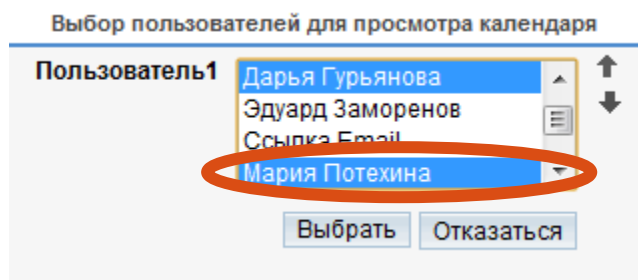 Выбор пользователей для просмотра календаря
Пользователь1
Дарья Гурьянова
Эдуард Заморенов
Ссылка Email
Мария Потехина
Выбрать Отказаться